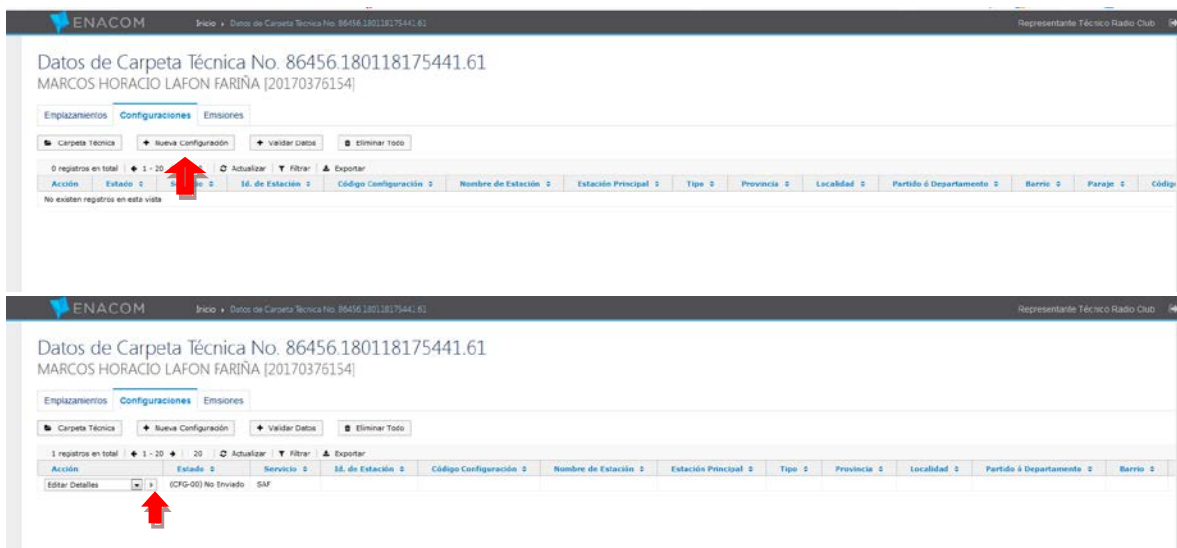 ENACOM Inicio › Datos de Carpeta Técnica No. 86456.180118175441.61 Representante Técnico Radio Club
Datos de Carpeta Técnica No. 86456.180118175441.61
MARCOS HORACIO LAFON FARIÑA [20170376154]
Emplazamientos Configuraciones Emisiones
Carpeta Técnica + Nueva Configuración + Validar Datos Eliminar Todo
0 registros en total 1 - 20 Actualizar Filtrar Exportar
Acción Estado Id. de Estación Código Configuración Nombre de Estación Estación Principal Tipo Provincia Localidad Partido ó Departamento Barrio Paraje Códig
No existen registros en esta vista
ENACOM Inicio › Datos de Carpeta Técnica No. 86456.180118175441.61 Representante Técnico Radio Club
Datos de Carpeta Técnica No. 86456.180118175441.61
MARCOS HORACIO LAFON FARIÑA [20170376154]
Emplazamientos Configuraciones Emisiones
Carpeta Técnica + Nueva Configuración + Validar Datos Eliminar Todo
1 registros en total 1 - 20 20 Actualizar Filtrar Exportar
Acción Estado Servicio Id. de Estación Código Configuración Nombre de Estación Estación Principal Tipo Provincia Localidad Partido ó Departamento Barrio
Editar Detalles (CFG-00) No Enviado SAF